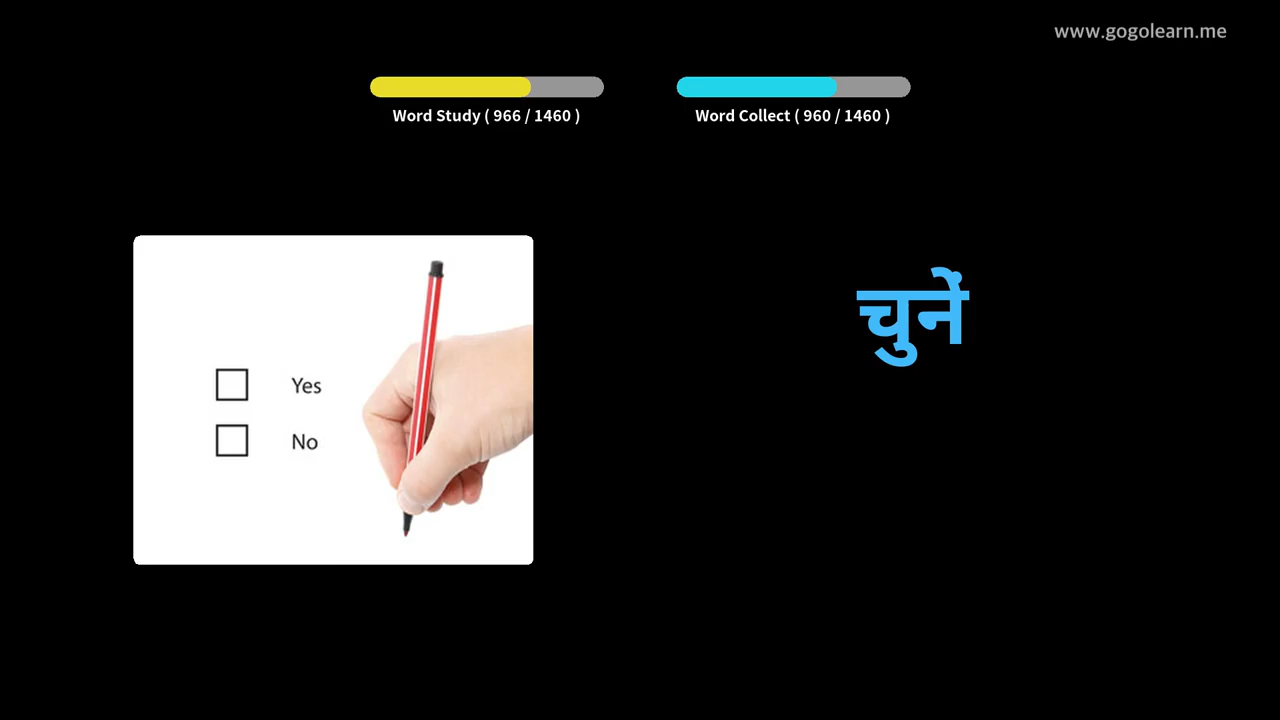 www.gogolearn.me
Word Study ( 966 / 1460 )
Word Collect ( 960 / 1460 )
चुनें
Yes
No